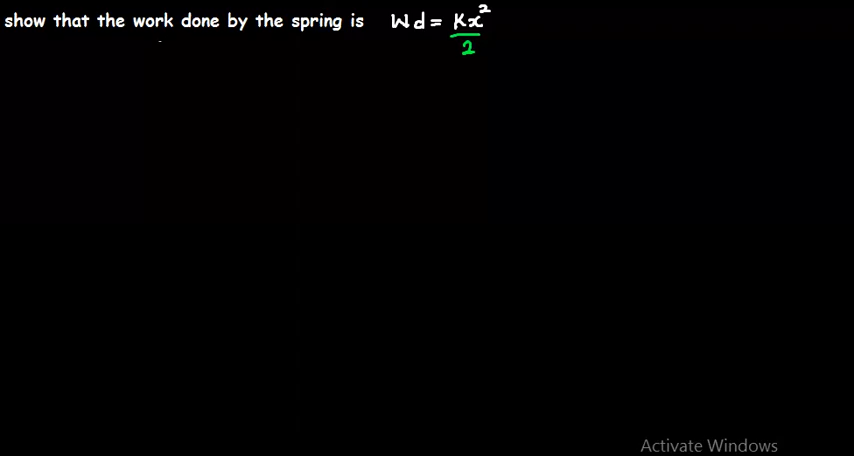 show that the work done by the spring is Wd = Kx²
2
Activate Windows